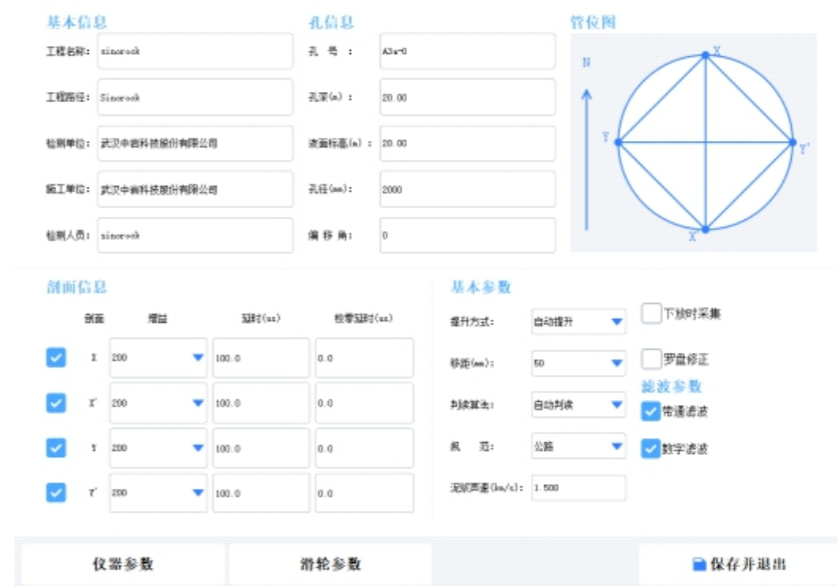 基本信息
工程名称: sinorock
工程路径: Sinorock
检测单位: 武汉中岩科技股份有限公司
施工单位: 武汉中岩科技股份有限公司
检测人员: sinorock
孔信息
孔 号 :
孔深(m) : 20.00
液面标高(m) : 20.00
孔径(mm): 2000
偏 移 角: 0
管位图
N
X
Y
Y'
X'
剖面信息
剖面 增益 延时(us) 校零延时(us)
X 200 100.0 0.0
X' 200 100.0 0.0
Y 200 100.0 0.0
Y' 200 100.0 0.0
基本参数
提升方式: 自动提升
移距(mm): 50
判读算法: 自动判读
规 范: 公路
泥浆声速(km/s): 1.500
下放时采集
罗盘修正
滤波参数
带通滤波
数字滤波
仪器参数
滑轮参数
保存并退出